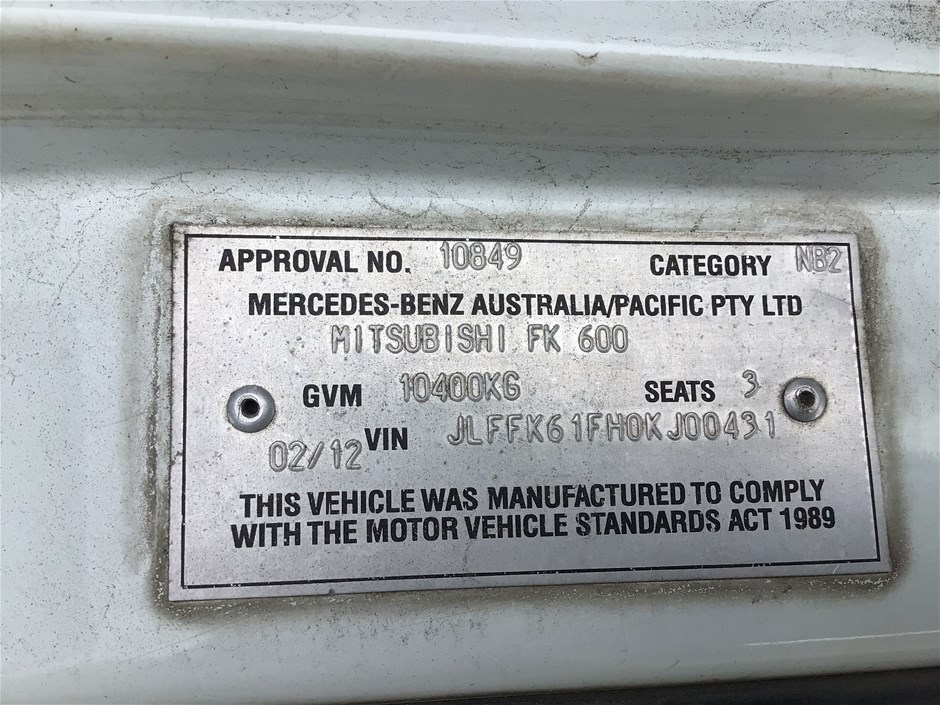 APPROVAL NO. 10849 CATEGORY NB2
MERCEDES-BENZ AUSTRALIA/PACIFIC PTY LTD
MITSUBISHI FK 600
GVM 10400KG SEATS 3
02/12 VIN JLFFK61FH0KJ00431
THIS VEHICLE WAS MANUFACTURED TO COMPLY
WITH THE MOTOR VEHICLE STANDARDS ACT 1989